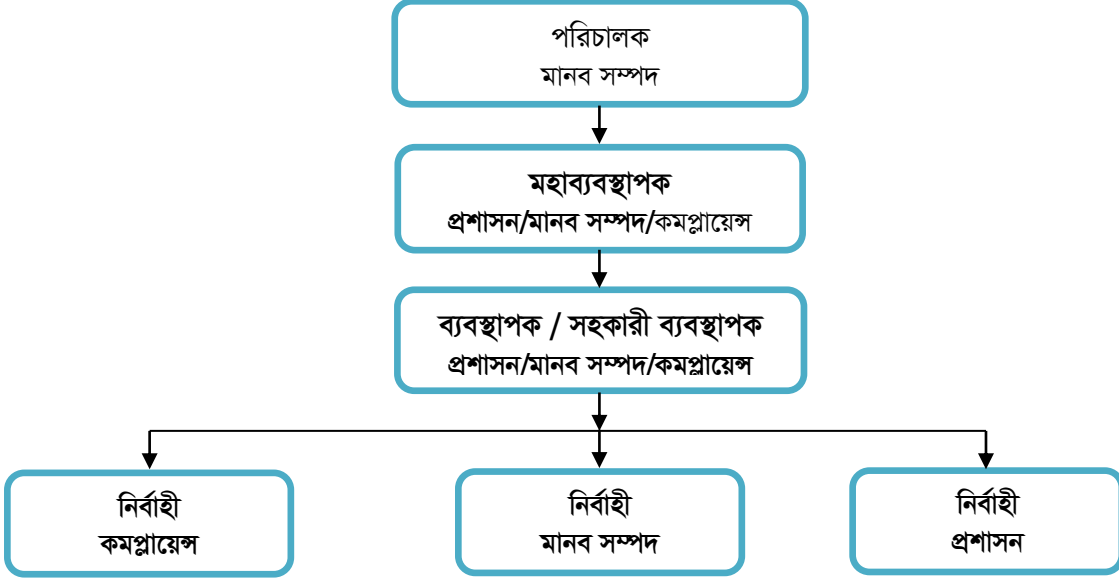 পরিচালক
মানব সম্পদ
মহাব্যবস্থাপক
প্রশাসন/মানব সম্পদ/কমপ্লায়েন্স
ব্যবস্থাপক / সহকারী ব্যবস্থাপক
প্রশাসন/মানব সম্পদ/কমপ্লায়েন্স
নির্বাহী
কমপ্লায়েন্স
নির্বাহী
মানব সম্পদ
নির্বাহী
প্রশাসন